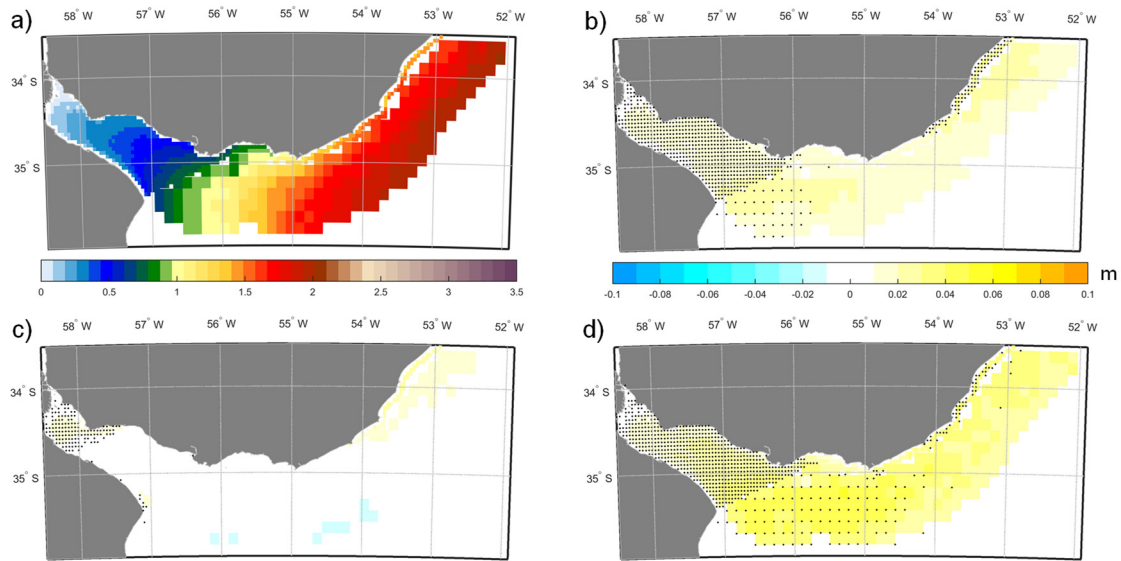 a) 58° W 57° W 56° W 55° W 54° W 53° W 52° W
34° S
35° S
0 0.5 1 1.5 2 2.5 3 3.5
b) 58° W 57° W 56° W 55° W 54° W 53° W 52° W
34° S
35° S
-0.1 -0.08 -0.06 -0.04 -0.02 0 0.02 0.04 0.06 0.08 0.1 m
c) 58° W 57° W 56° W 55° W 54° W 53° W 52° W
34° S
35° S
d) 58° W 57° W 56° W 55° W 54° W 53° W 52° W
34° S
35° S